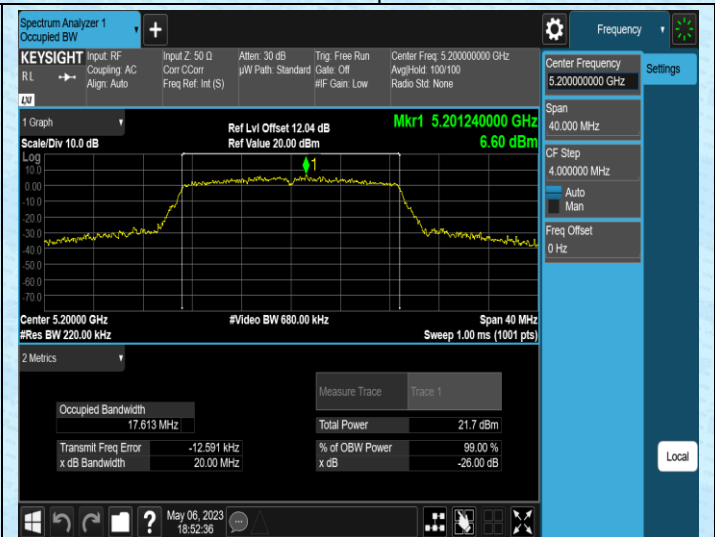 Spectrum Analyzer 1
Occupied BW
Frequency
KEYSIGHT
RL
LXI
Input: RF
Coupling: AC
Align: Auto
Input Z: 50 Ω
Corr CCorr
Freq Ref: Int (S)
Atten: 30 dB
µW Path: Standard
Trig: Free Run
Gate: Off
#IF Gain: Low
Center Freq: 5.200000000 GHz
Avg|Hold: 100/100
Radio Std: None
Center Frequency
5.200000000 GHz
Settings
Span
40.000 MHz
CF Step
4.000000 MHz
Auto
Man
Freq Offset
0 Hz
1 Graph
Scale/Div 10.0 dB
Ref Lvl Offset 12.04 dB
Ref Value 20.00 dBm
Mkr1 5.201240000 GHz
6.60 dBm
Log
10.0
0.00
-10.0
-20.0
-30.0
-40.0
-50.0
-60.0
-70.0
1
Center 5.20000 GHz
#Res BW 220.00 kHz
#Video BW 680.00 kHz
Span 40 MHz
Sweep 1.00 ms (1001 pts)
2 Metrics
Measure Trace Trace 1
Occupied Bandwidth
17.613 MHz
Total Power 21.7 dBm
Transmit Freq Error -12.591 kHz
% of OBW Power 99.00 %
x dB Bandwidth 20.00 MHz
x dB -26.00 dB
Local
?
May 06, 2023
18:52:36